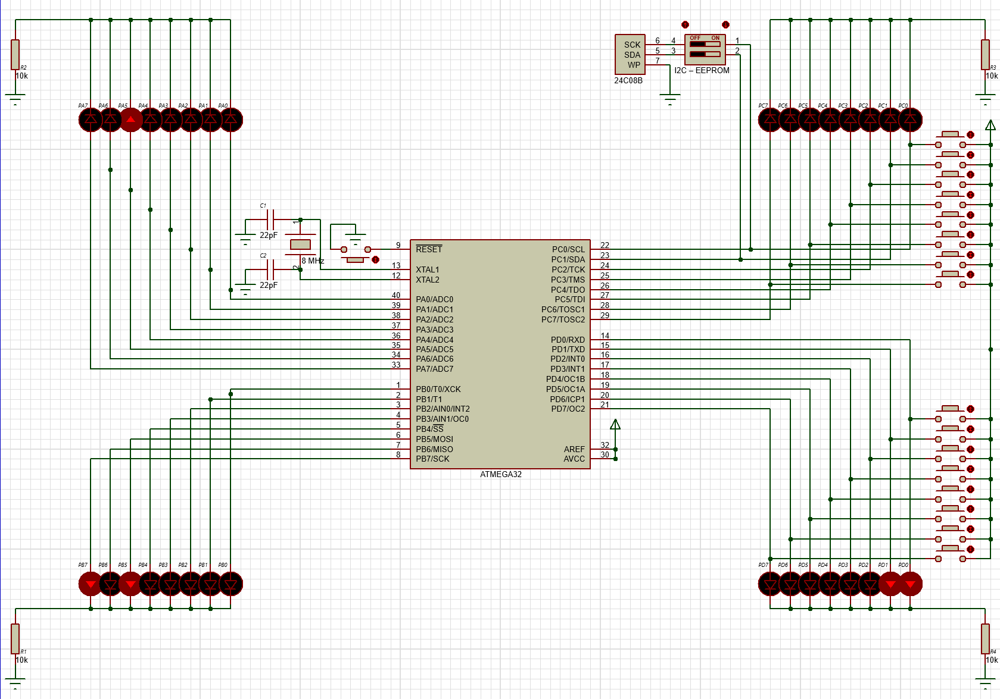 R2
10k
PA7 PA6 PA5 PA4 PA3 PA2 PA1 PA0
SCK 6 4 OFF ON 1
SDA 5 3 2
WP 7
24C08B
I2C – EEPROM
R3
10k
PC7 PC6 PC5 PC4 PC3 PC2 PC1 PC0
C1
22pF
1
C2
22pF
2
8 MHz
9 RESET
13 XTAL1
12 XTAL2
40 PA0/ADC0
39 PA1/ADC1
38 PA2/ADC2
37 PA3/ADC3
36 PA4/ADC4
35 PA5/ADC5
34 PA6/ADC6
33 PA7/ADC7
1 PB0/T0/XCK
2 PB1/T1
3 PB2/AIN0/INT2
4 PB3/AIN1/OC0
5 PB4/SS
6 PB5/MOSI
7 PB6/MISO
8 PB7/SCK
PC0/SCL 22
PC1/SDA 23
PC2/TCK 24
PC3/TMS 25
PC4/TDO 26
PC5/TDI 27
PC6/TOSC1 28
PC7/TOSC2 29
PD0/RXD 14
PD1/TXD 15
PD2/INT0 16
PD3/INT1 17
PD4/OC1B 18
PD5/OC1A 19
PD6/ICP1 20
PD7/OC2 21
AREF 32
AVCC 30
ATMEGA32
PB7 PB6 PB5 PB4 PB3 PB2 PB1 PB0
R1
10k
PD7 PD6 PD5 PD4 PD3 PD2 PD1 PD0
R4
10k